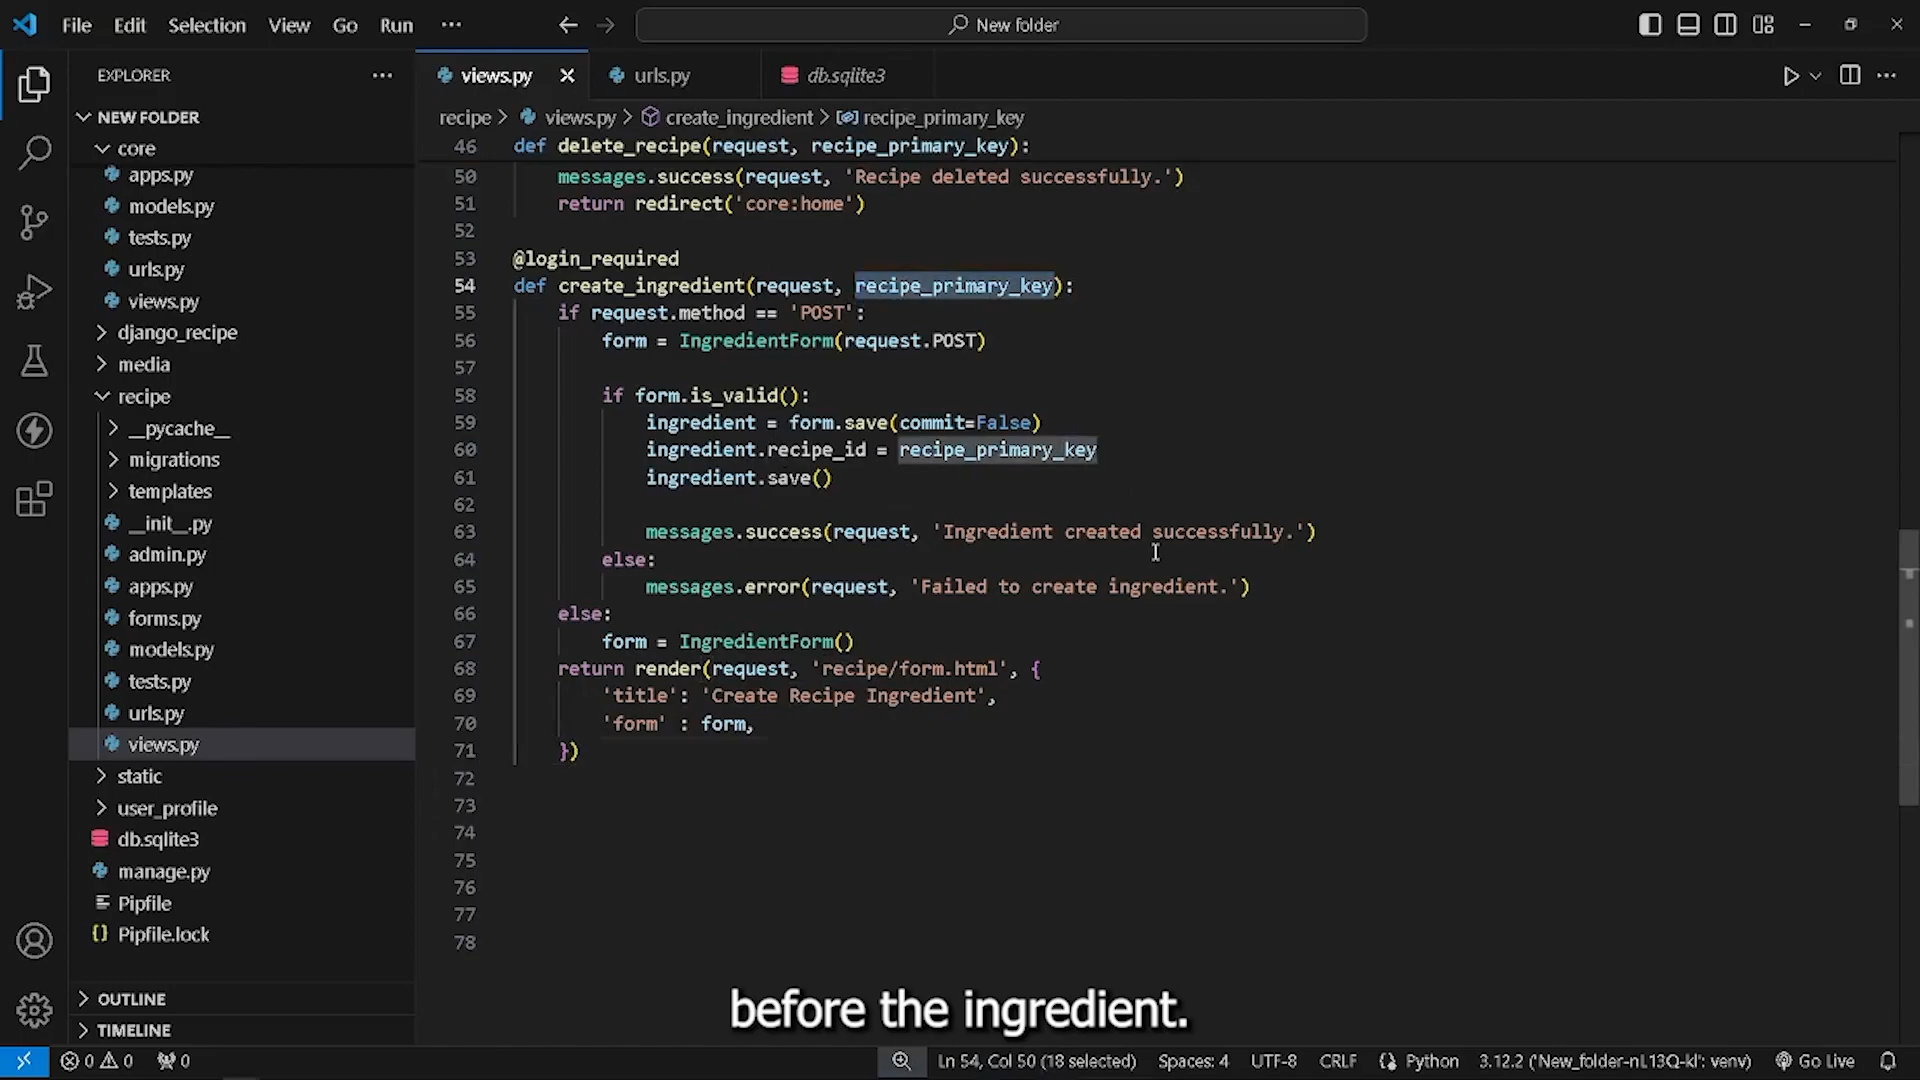 File Edit Selection View Go Run ··· New folder
EXPLORER ···
NEW FOLDER
core
apps.py
models.py
tests.py
urls.py
views.py
django_recipe
media
recipe
__pycache__
migrations
templates
__init__.py
admin.py
apps.py
forms.py
models.py
tests.py
urls.py
views.py
static
user_profile
db.sqlite3
manage.py
Pipfile
Pipfile.lock
OUTLINE
TIMELINE
views.py urls.py db.sqlite3
recipe > views.py > create_ingredient > recipe_primary_key
46 def delete_recipe(request, recipe_primary_key):
50 messages.success(request, 'Recipe deleted successfully.')
51 return redirect('core:home')
52
53 @login_required
54 def create_ingredient(request, recipe_primary_key):
55 if request.method == 'POST':
56 form = IngredientForm(request.POST)
57
58 if form.is_valid():
59 ingredient = form.save(commit=False)
60 ingredient.recipe_id = recipe_primary_key
61 ingredient.save()
62
63 messages.success(request, 'Ingredient created successfully.')
64 else:
65 messages.error(request, 'Failed to create ingredient.')
66 else:
67 form = IngredientForm()
68 return render(request, 'recipe/form.html', {
69 'title': 'Create Recipe Ingredient',
70 'form' : form,
71 })
72
73
74
75
76
77
78
before the ingredient.
0 0 0 Ln 54, Col 50 (18 selected) Spaces: 4 UTF-8 CRLF {} Python 3.12.2 ('New_folder-nL13Q-kl': venv) Go Live